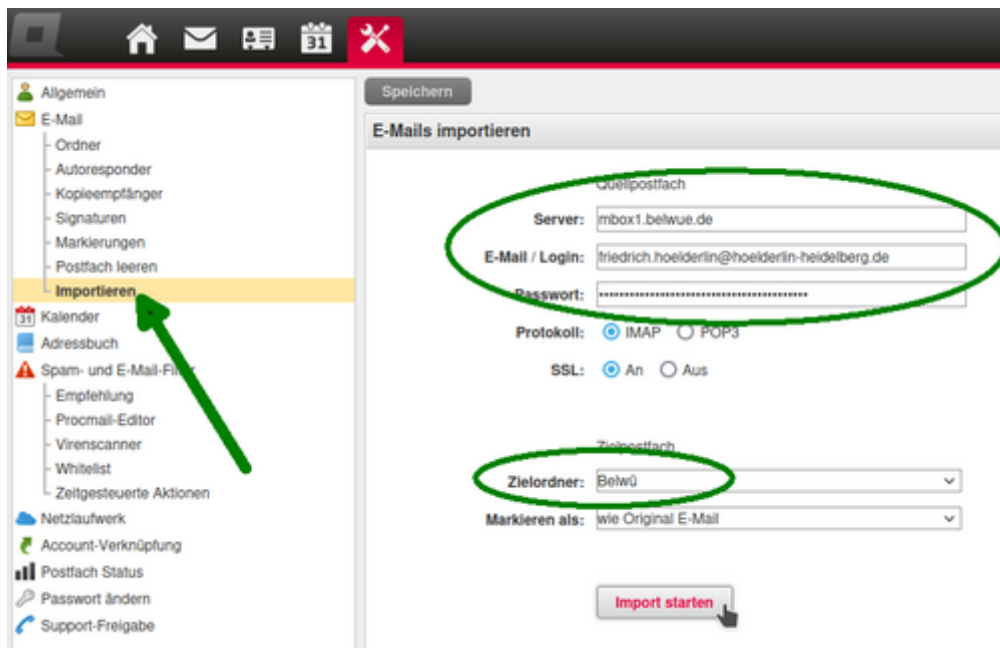 31
Allgemein
E-Mail
Ordner
Autoresponder
Kopieempfänger
Signaturen
Markierungen
Postfach leeren
Importieren
31 Kalender
Adressbuch
Spam- und E-Mail-Filter
Empfehlung
Procmail-Editor
Virenscanner
Whitelist
Zeitgesteuerte Aktionen
Netzlaufwerk
Account-Verknüpfung
Postfach Status
Passwort ändern
Support-Freigabe
Speichern
E-Mails importieren
Quellpostfach
Server: mbox1.belwue.de
E-Mail / Login: friedrich.hoelderlin@hoelderlin-heidelberg.de
Passwort:
Protokoll: IMAP POP3
SSL: An Aus
Zielpostfach
Zielordner: Belwü
Markieren als: wie Original E-Mail
Import starten